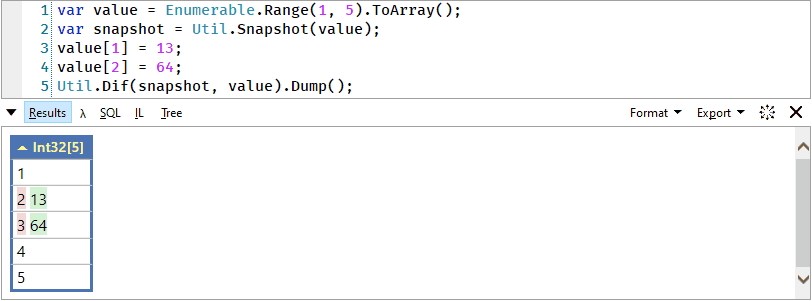 1 var value = Enumerable.Range(1, 5).ToArray();
2 var snapshot = Util.Snapshot(value);
3 value[1] = 13;
4 value[2] = 64;
5 Util.Dif(snapshot, value).Dump();
Results λ SQL IL Tree Format Export
Int32[5]
1
2 13
3 64
4
5